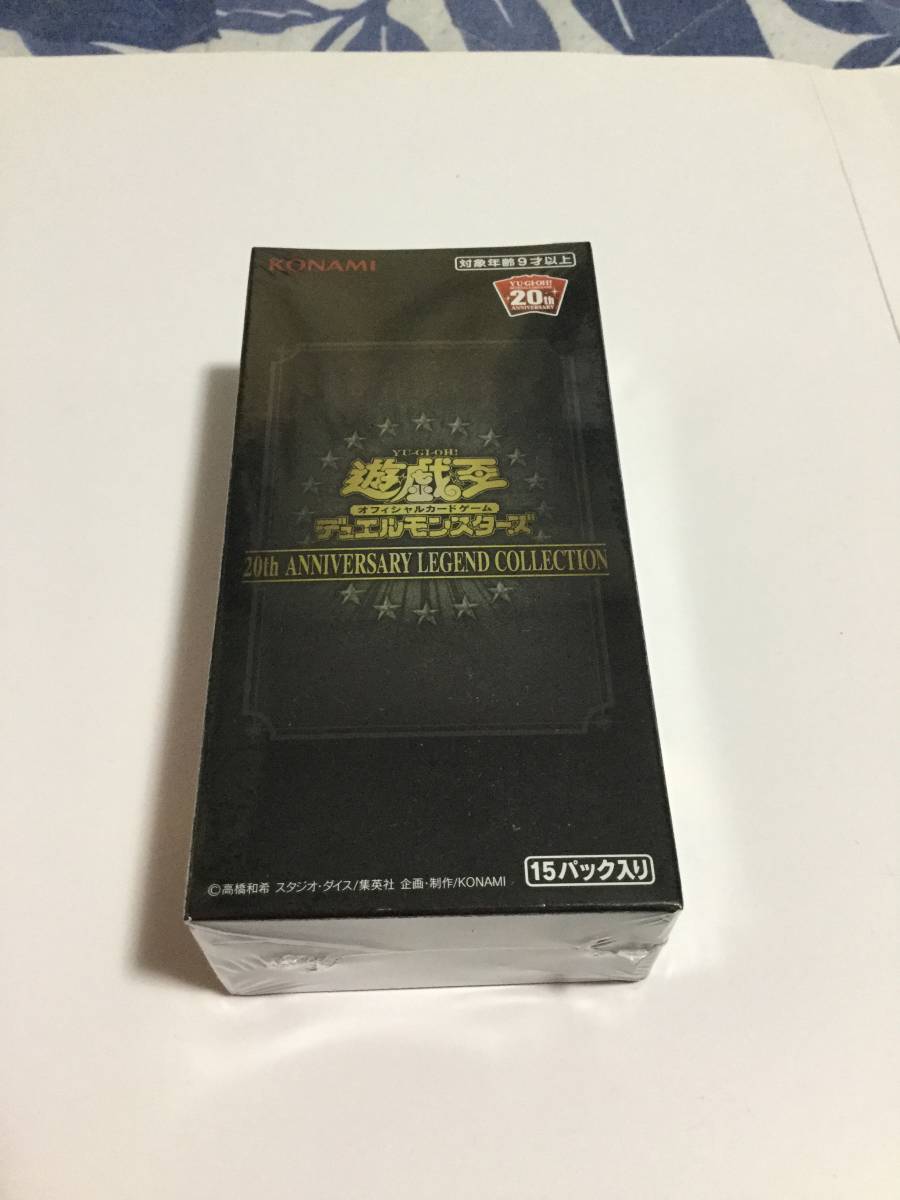 KONAMI
対象年齢9才以上
YU-GI-OH!
20th
ANNIVERSARY
YU-GI-OH!
遊戯王
オフィシャルカードゲーム
デュエルモンスターズ
20th ANNIVERSARY LEGEND COLLECTION
15パック入り
©高橋和希 スタジオ・ダイス/集英社 企画・制作/KONAMI